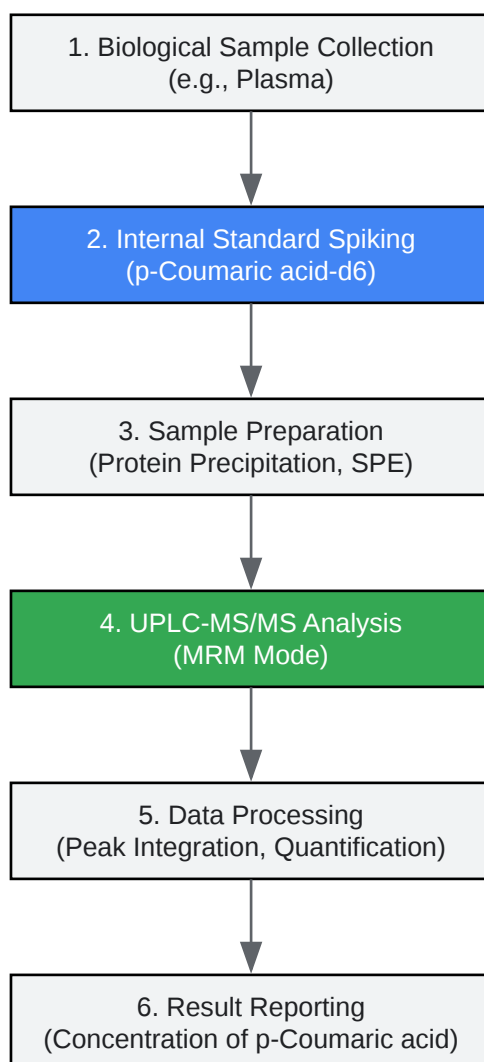 1. Biological Sample Collection
(e.g., Plasma)
2. Internal Standard Spiking
(p-Coumaric acid-d6)
3. Sample Preparation
(Protein Precipitation, SPE)
4. UPLC-MS/MS Analysis
(MRM Mode)
5. Data Processing
(Peak Integration, Quantification)
6. Result Reporting
(Concentration of p-Coumaric acid)